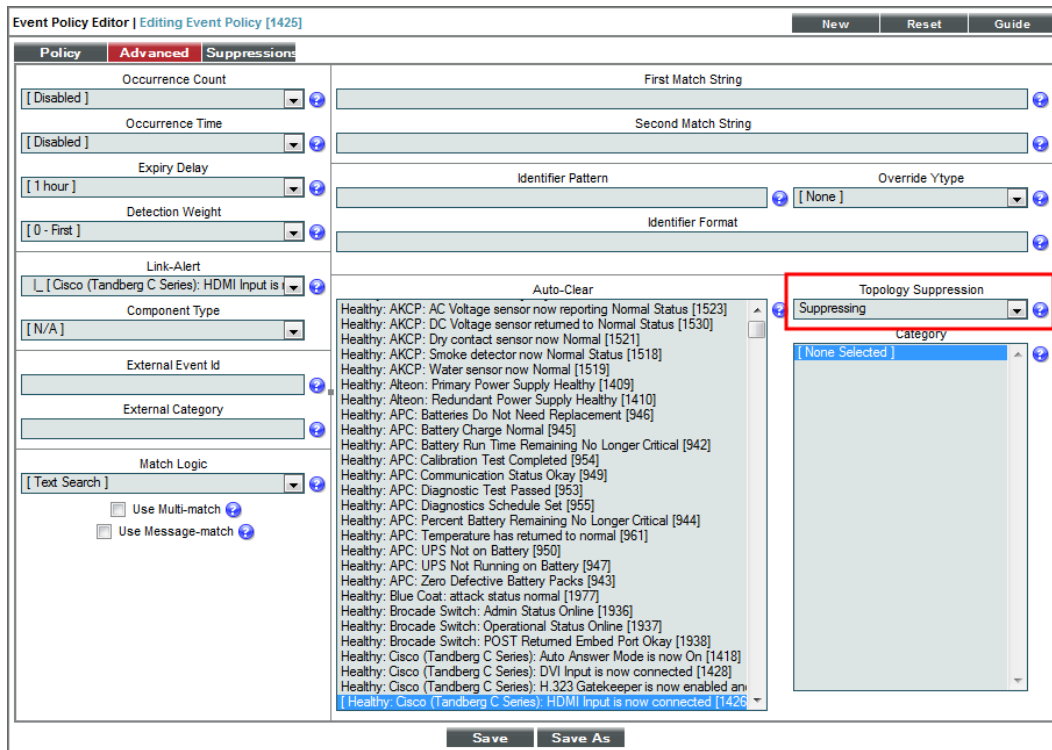 Event Policy Editor | Editing Event Policy [1425]
New
Reset
Guide
Policy
Advanced
Suppressions
Occurrence Count
[ Disabled ]
Occurrence Time
[ Disabled ]
Expiry Delay
[ 1 hour ]
Detection Weight
[ 0 - First ]
Link-Alert
|_ [ Cisco (Tandberg C Series): HDMI Input is
Component Type
[ N/A ]
External Event Id
External Category
Match Logic
[ Text Search ]
Use Multi-match
Use Message-match
First Match String
Second Match String
Identifier Pattern
Override Ytype
[ None ]
Identifier Format
Auto-Clear
Healthy: AKCP: AC Voltage sensor now reporting Normal Status [1523]
Healthy: AKCP: DC Voltage sensor returned to Normal Status [1530]
Healthy: AKCP: Dry contact sensor now Normal [1521]
Healthy: AKCP: Smoke detector now Normal Status [1518]
Healthy: AKCP: Water sensor now Normal [1519]
Healthy: Alteon: Primary Power Supply Healthy [1409]
Healthy: Alteon: Redundant Power Supply Healthy [1410]
Healthy: APC: Batteries Do Not Need Replacement [946]
Healthy: APC: Battery Charge Normal [945]
Healthy: APC: Battery Run Time Remaining No Longer Critical [942]
Healthy: APC: Calibration Test Completed [954]
Healthy: APC: Communication Status Okay [949]
Healthy: APC: Diagnostic Test Passed [953]
Healthy: APC: Diagnostics Schedule Set [955]
Healthy: APC: Percent Battery Remaining No Longer Critical [944]
Healthy: APC: Temperature has returned to normal [961]
Healthy: APC: UPS Not on Battery [950]
Healthy: APC: UPS Not Running on Battery [947]
Healthy: APC: Zero Defective Battery Packs [943]
Healthy: Blue Coat: attack status normal [1977]
Healthy: Brocade Switch: Admin Status Online [1936]
Healthy: Brocade Switch: Operational Status Online [1937]
Healthy: Brocade Switch: POST Returned Embed Port Okay [1938]
Healthy: Cisco (Tandberg C Series): Auto Answer Mode is now On [1418]
Healthy: Cisco (Tandberg C Series): DVI Input is now connected [1428]
Healthy: Cisco (Tandberg C Series): H.323 Gatekeeper is now enabled an
[ Healthy: Cisco (Tandberg C Series): HDMI Input is now connected [1426
Topology Suppression
Suppressing
Category
[ None Selected ]
Save
Save As